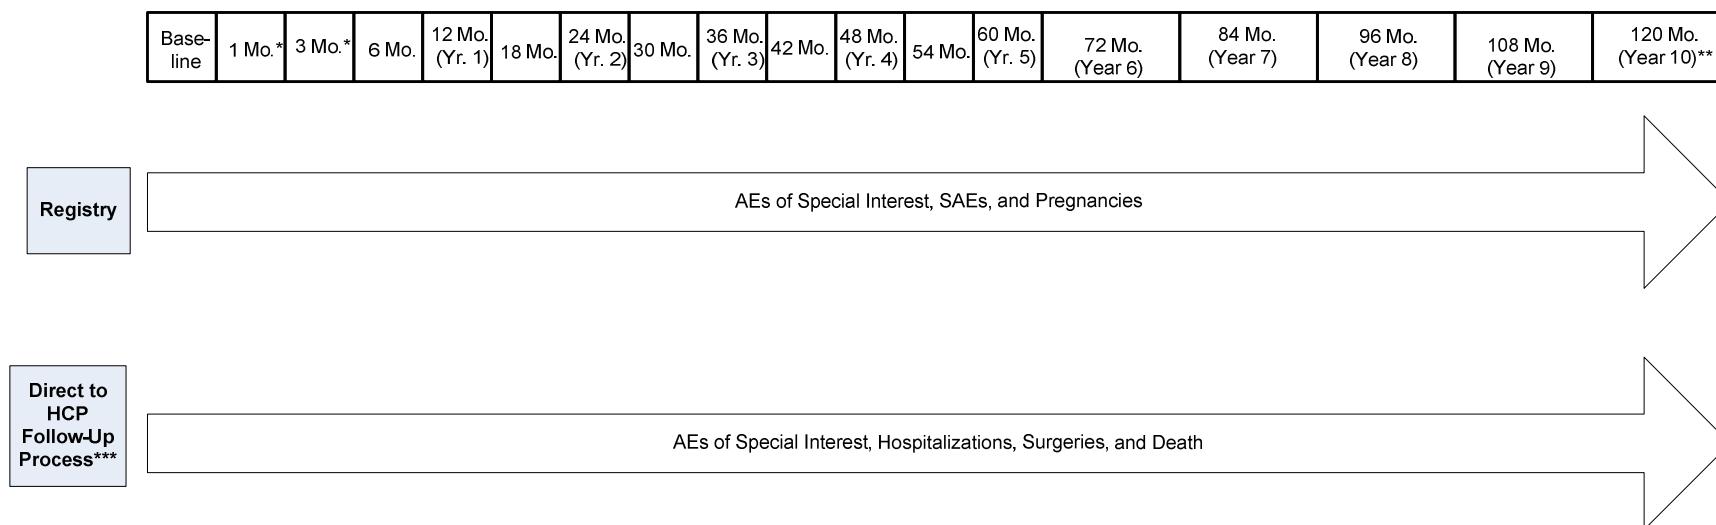 Base-
line
1 Mo.*
3 Mo.*
6 Mo.
12 Mo.
(Yr. 1)
18 Mo.
24 Mo.
(Yr. 2)
30 Mo.
36 Mo.
(Yr. 3)
42 Mo.
48 Mo.
(Yr. 4)
54 Mo.
60 Mo.
(Yr. 5)
72 Mo.
(Year 6)
84 Mo.
(Year 7)
96 Mo.
(Year 8)
108 Mo.
(Year 9)
120 Mo.
(Year 10)**
Registry
AEs of Special Interest, SAEs, and Pregnancies
Direct to
HCP
Follow-Up
Process***
AEs of Special Interest, Hospitalizations, Surgeries, and Death